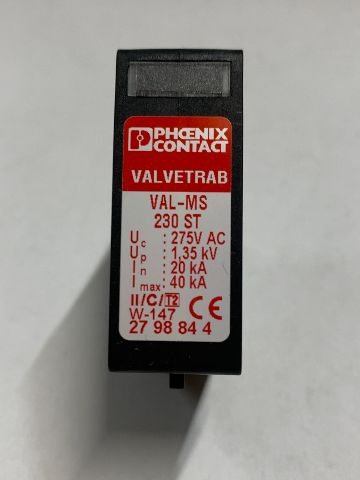 PHŒNIX
CONTACT
VALVETRAB
VAL-MS
230 ST
Uc : 275V AC
Up : 1,35 kV
In : 20 kA
Imax : 40 kA
II/C/T2 CE
W-147
27 98 84 4